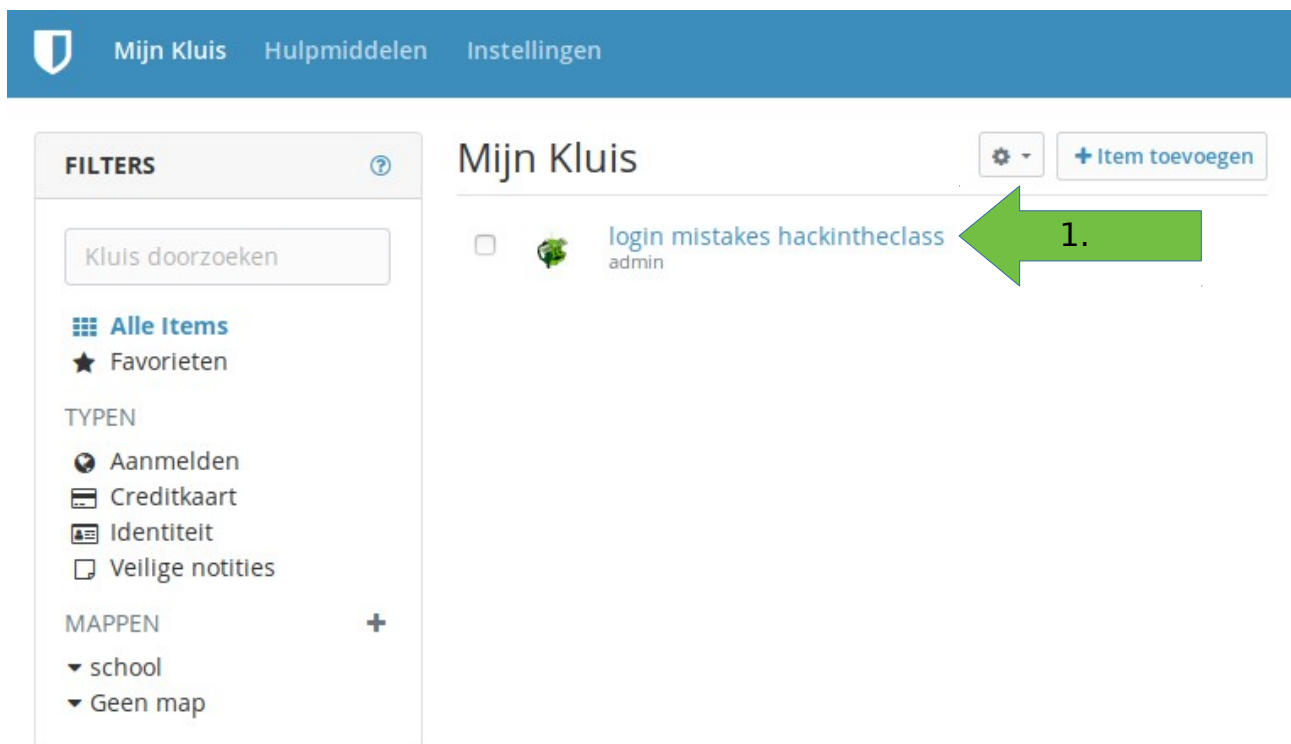 Mijn Kluis Hulpmiddelen Instellingen
FILTERS
Kluis doorzoeken
Alle Items
Favorieten
TYPEN
Aanmelden
Creditkaart
Identiteit
Veilige notities
MAPPEN
school
Geen map
Mijn Kluis
Item toevoegen
login mistakes hackintheclass
admin
1.